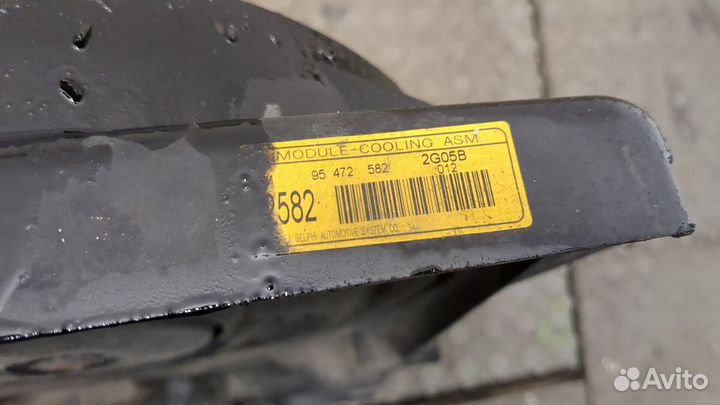 MODULE-COOLING ASM
95 472 582 2G05B
012
582
DELPHI AUTOMOTIVE SYSTEM CO.
Avito